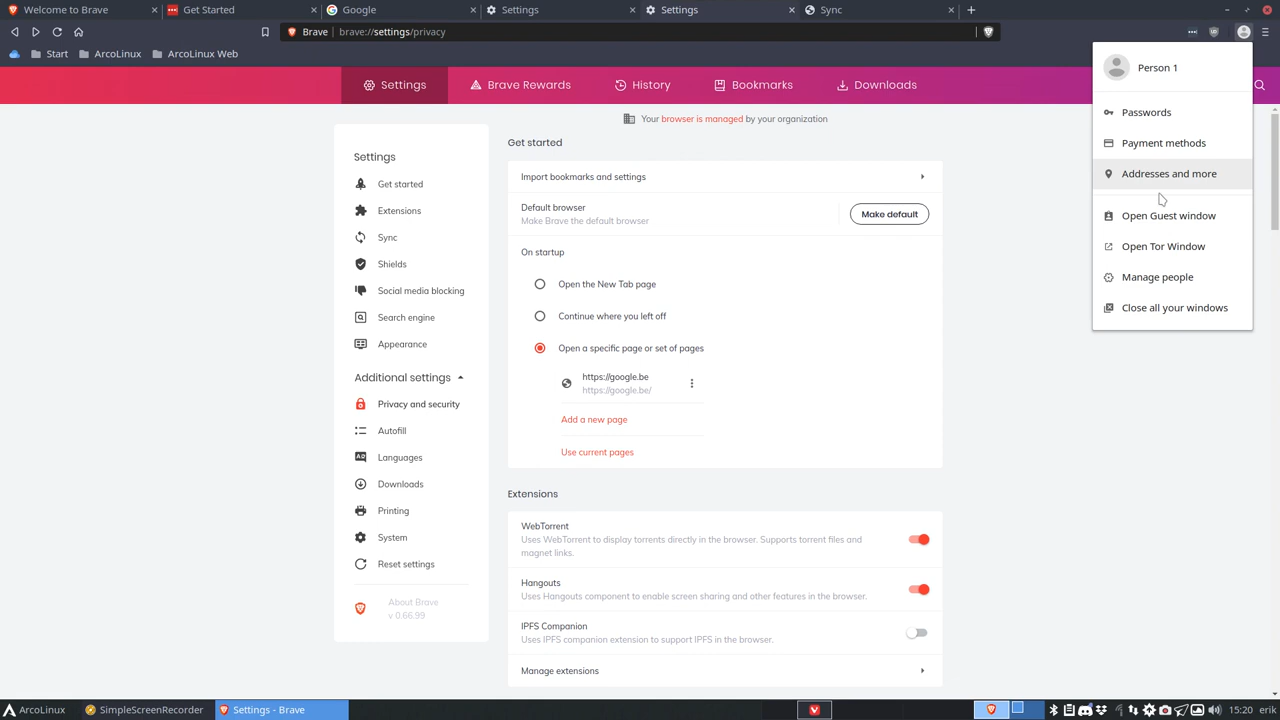 Welcome to Brave
Get Started
Google
Settings
Settings
Sync
Brave
brave://settings/privacy
Start
ArcoLinux
ArcoLinux Web
Person 1
Passwords
Payment methods
Addresses and more
Open Guest window
Open Tor Window
Manage people
Close all your windows
Settings
Brave Rewards
History
Bookmarks
Downloads
Your browser is managed by your organization
Settings
Get started
Extensions
Sync
Shields
Social media blocking
Search engine
Appearance
Additional settings
Privacy and security
Autofill
Languages
Downloads
Printing
System
Reset settings
About Brave
v 0.66.99
Get started
Import bookmarks and settings
Default browser
Make Brave the default browser
Make default
On startup
Open the New Tab page
Continue where you left off
Open a specific page or set of pages
https://google.be
https://google.be/
Add a new page
Use current pages
Extensions
WebTorrent
Uses WebTorrent to display torrents directly in the browser. Supports torrent files and
magnet links.
Hangouts
Uses Hangouts component to enable screen sharing and other features in the browser.
IPFS Companion
Uses IPFS companion extension to support IPFS in the browser.
Manage extensions
ArcoLinux
SimpleScreenRecorder
Settings - Brave
15:20
erik